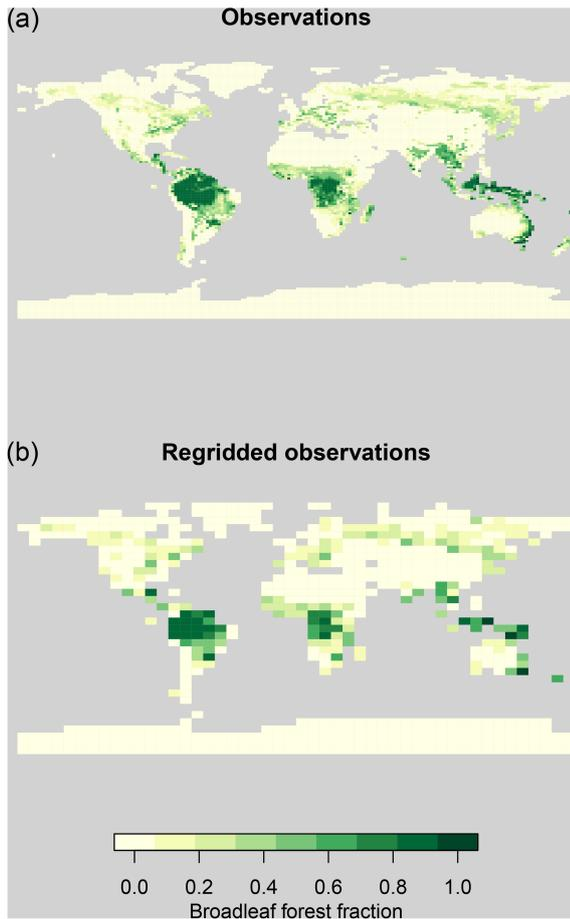 (a) Observations
(b) Regridded observations
0.0 0.2 0.4 0.6 0.8 1.0
Broadleaf forest fraction